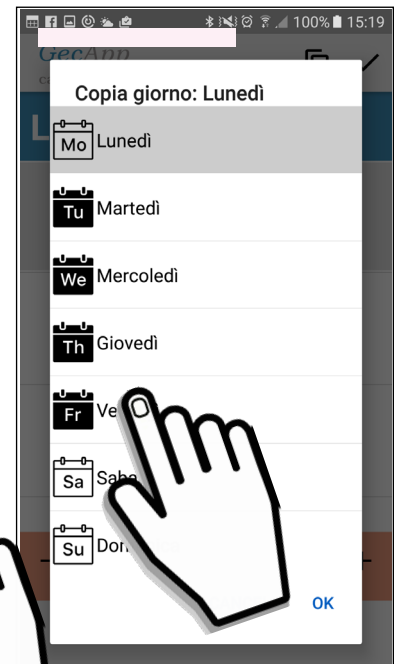 100% 15:19
GecApp
Copia giorno: Lunedì
Mo Lunedì
Tu Martedì
We Mercoledì
Th Giovedì
Fr
Sa
Su
OK